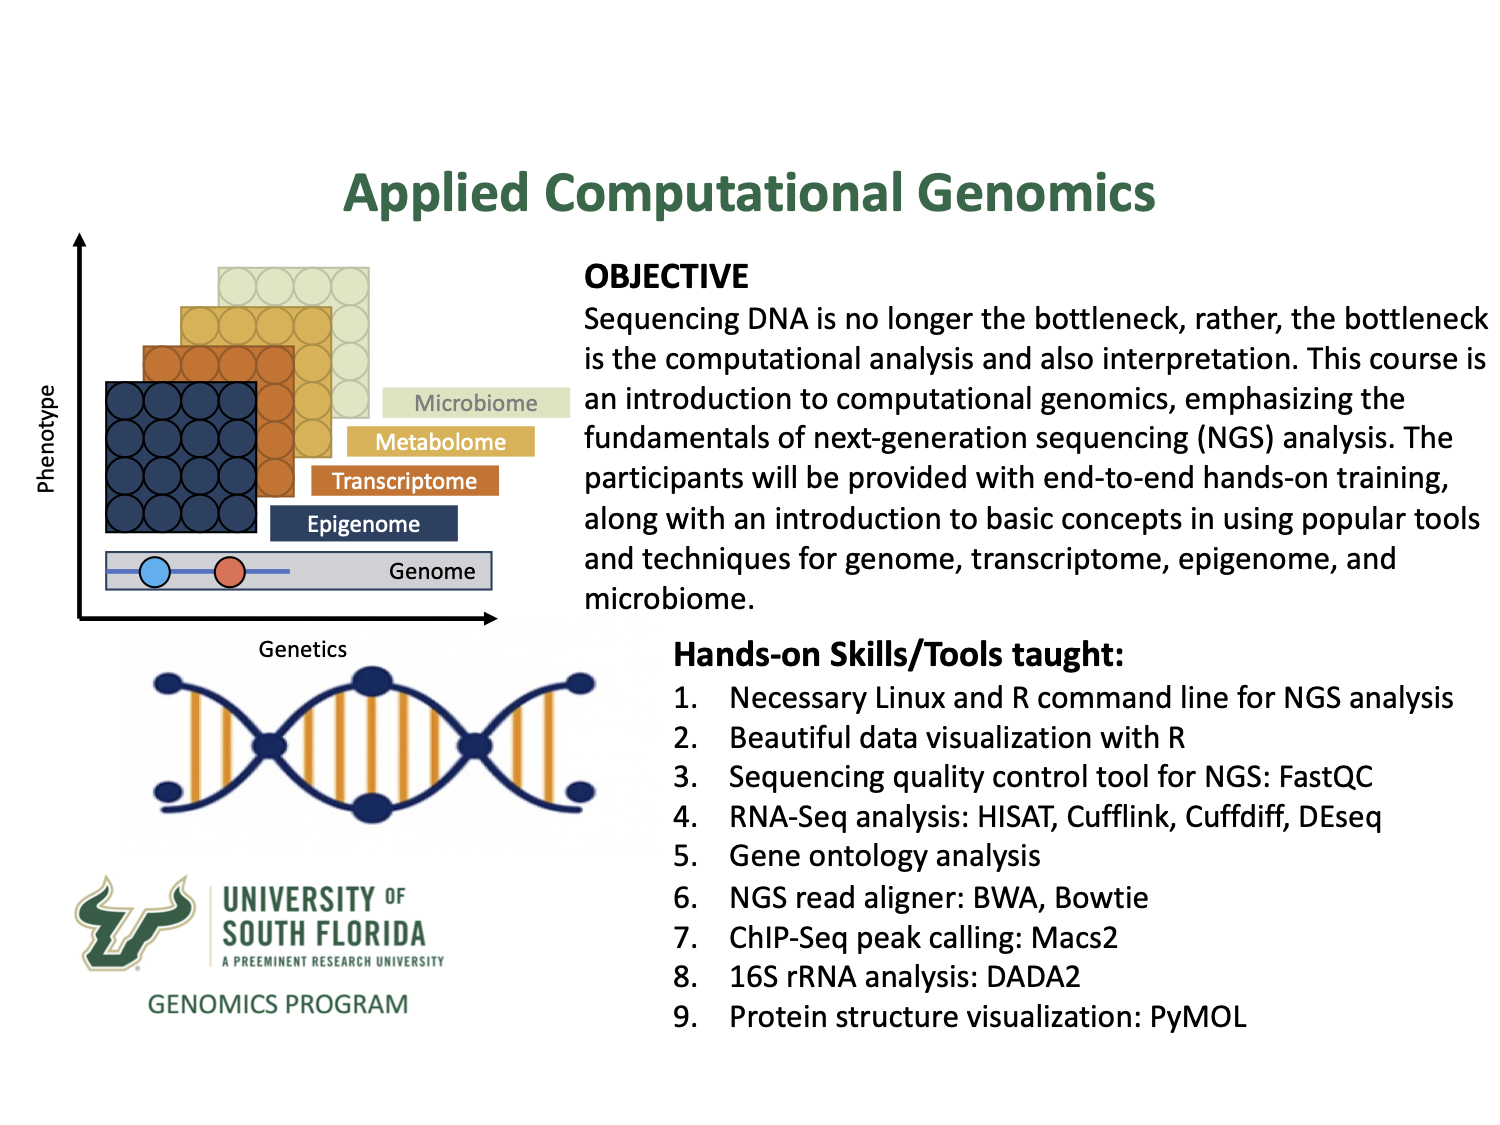 Applied Computational Genomics
Phenotype
Microbiome
Metabolome
Transcriptome
Epigenome
Genome
Genetics
OBJECTIVE
Sequencing DNA is no longer the bottleneck, rather, the bottleneck
is the computational analysis and also interpretation. This course is
an introduction to computational genomics, emphasizing the
fundamentals of next-generation sequencing (NGS) analysis. The
participants will be provided with end-to-end hands-on training,
along with an introduction to basic concepts in using popular tools
and techniques for genome, transcriptome, epigenome, and
microbiome.
Hands-on Skills/Tools taught:
1. Necessary Linux and R command line for NGS analysis
2. Beautiful data visualization with R
3. Sequencing quality control tool for NGS: FastQC
4. RNA-Seq analysis: HISAT, Cufflink, Cuffdiff, DEseq
5. Gene ontology analysis
6. NGS read aligner: BWA, Bowtie
7. ChIP-Seq peak calling: Macs2
8. 16S rRNA analysis: DADA2
9. Protein structure visualization: PyMOL
UNIVERSITY OF
SOUTH FLORIDA
A PREEMINENT RESEARCH UNIVERSITY
GENOMICS PROGRAM